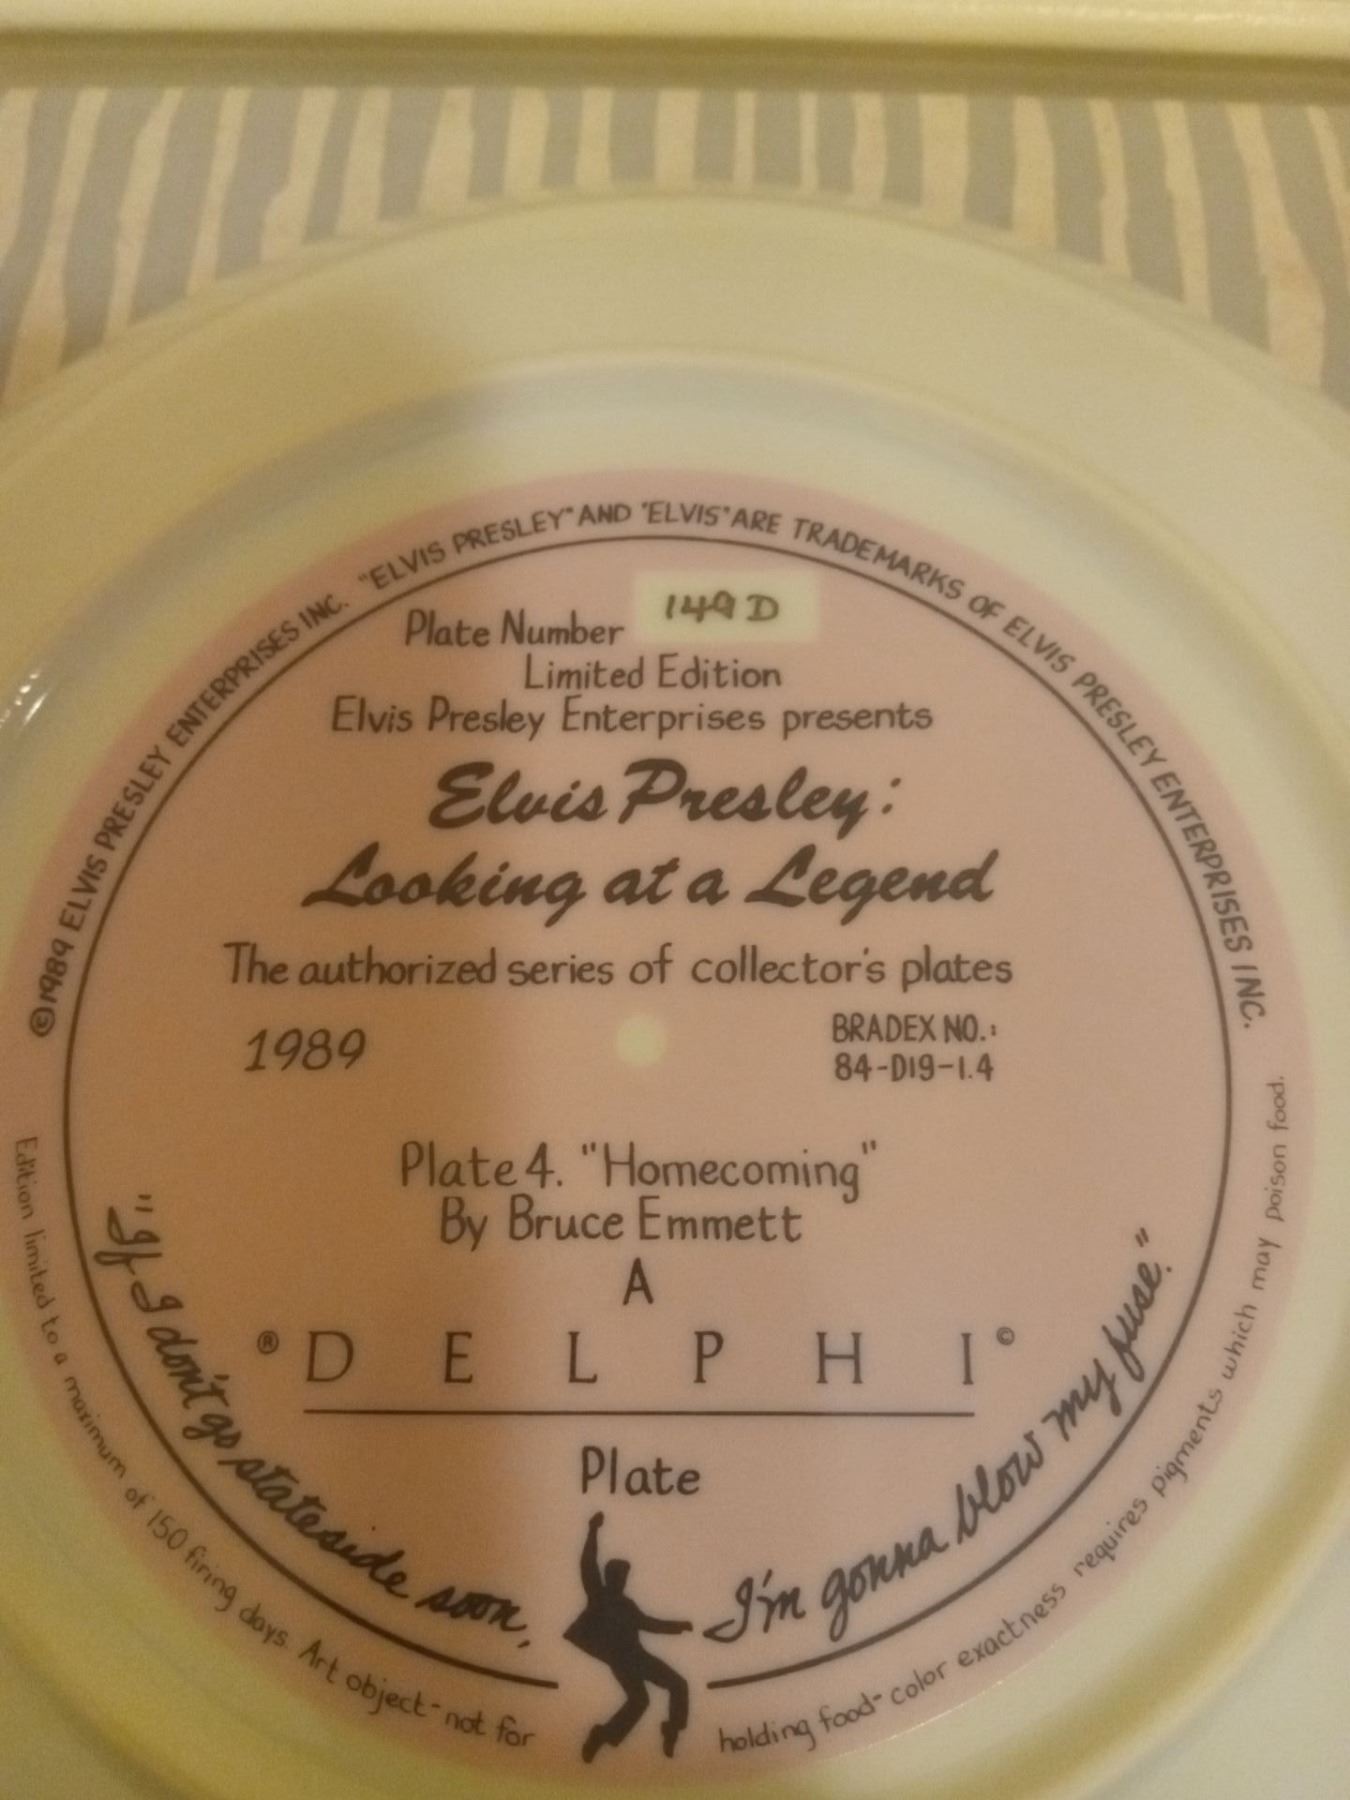 ©1989 ELVIS PRESLEY ENTERPRISES INC. "ELVIS PRESLEY" AND "ELVIS" ARE TRADEMARKS OF ELVIS PRESLEY ENTERPRISES INC.
Plate Number 149D
Limited Edition
Elvis Presley Enterprises presents
Elvis Presley:
Looking at a Legend
The authorized series of collector's plates
1989
BRADEX NO.:
84-D19-1.4
Plate 4. "Homecoming"
By Bruce Emmett
A
® DELPHI ©
Plate
"If I don't go stateside soon, I'm gonna blow my fuse."
Edition limited to a maximum of 150 firing days. Art object-not for holding food-color exactness requires pigments which may poison food.